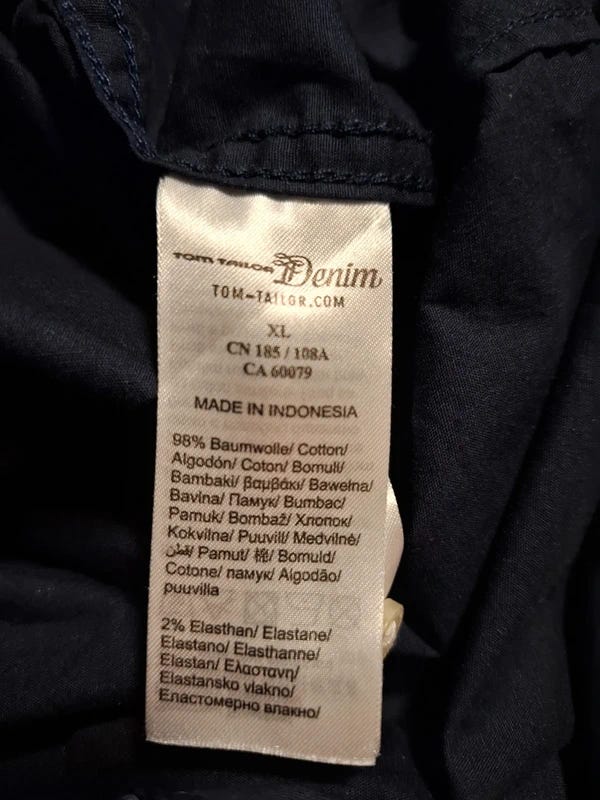 TOM TAILOR Denim
TOM-TAILOR.COM
XL
CN 185 / 108A
CA 60079
MADE IN INDONESIA
98% Baumwolle/ Cotton/
Algodón/ Coton/ Bomull/
Bambaki/ βαμβάκι/ Bawełna/
Bavlna/ Памук/ Bumbac/
Pamuk/ Bombaž/ Хлопок/
Kokvilna/ Puuvill/ Medvilnė/
قطن/ Pamut/ 棉/ Bomuld/
Cotone/ памук/ Algodão/
puuvilla
2% Elasthan/ Elastane/
Elastano/ Elasthanne/
Elastan/ Ελαστανη/
Elastansko vlakno/
Еластомерно влакно/